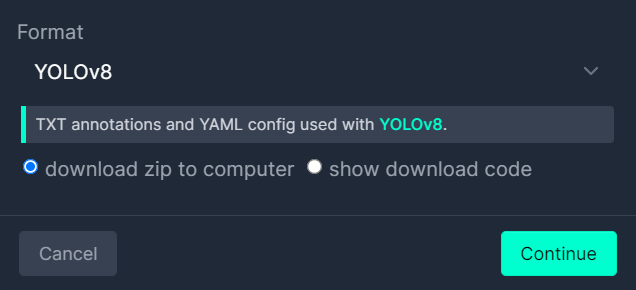 Format
YOLOv8
TXT annotations and YAML config used with YOLOv8.
download zip to computer show download code
Cancel Continue